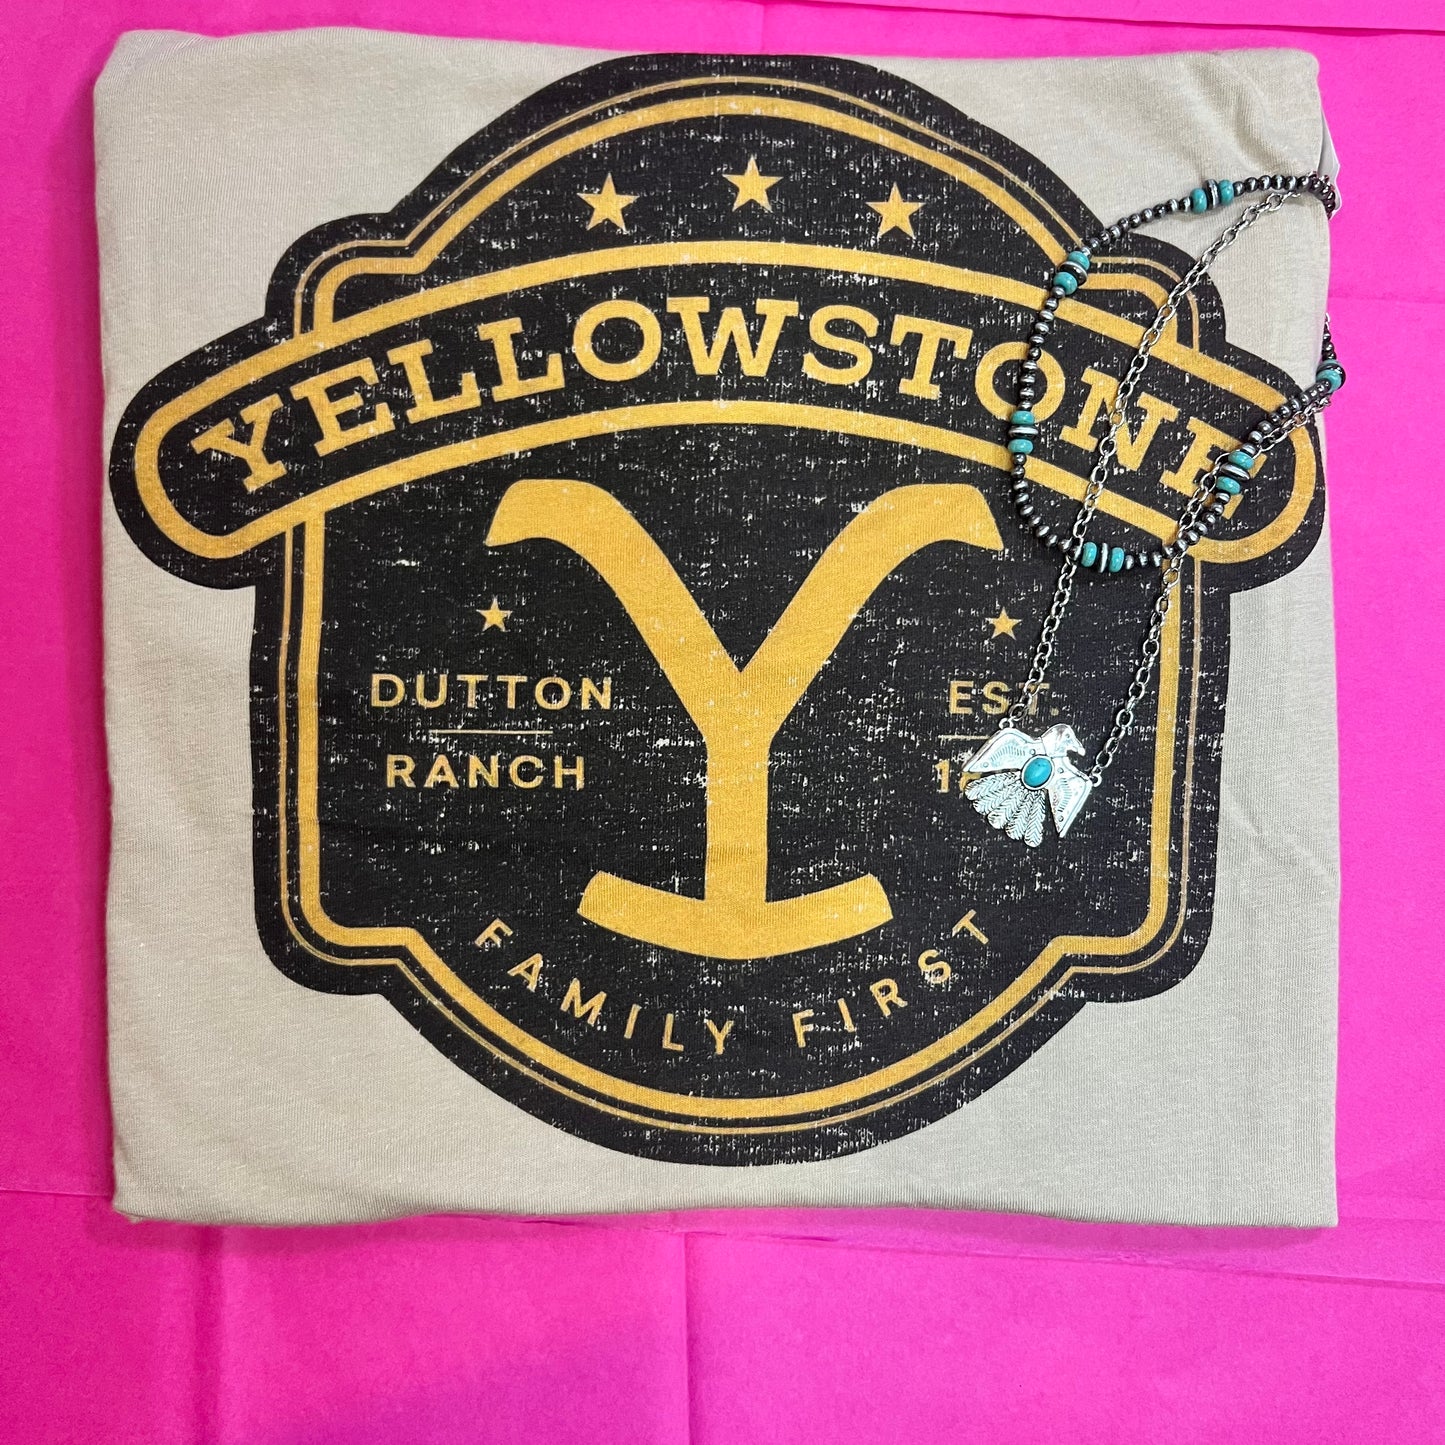 YELLOWSTONE
DUTTON
RANCH
EST.
FAMILY FIRST